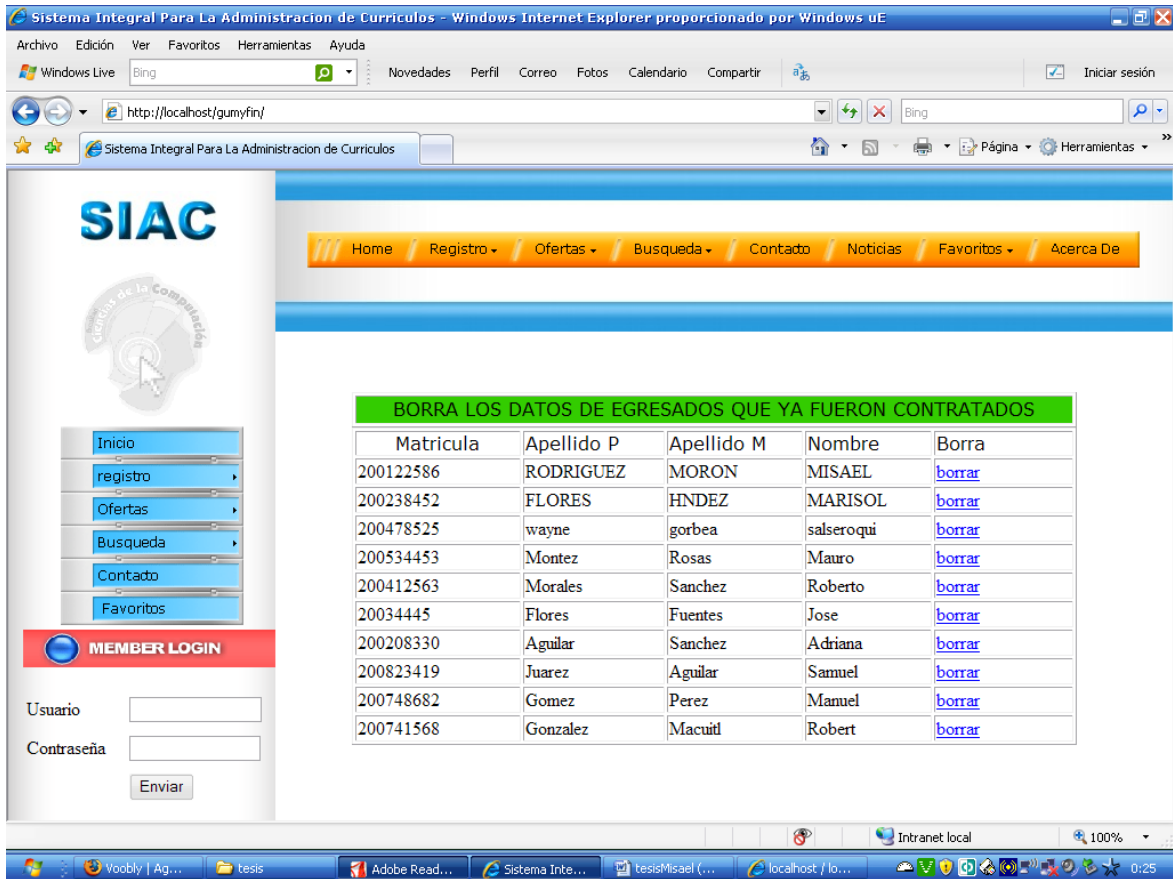 Sistema Integral Para La Administracion de Curriculos - Windows Internet Explorer proporcionado por Windows uE
Archivo Edición Ver Favoritos Herramientas Ayuda
Windows Live Bing Novedades Perfil Correo Fotos Calendario Compartir Iniciar sesión
http://localhost/gumyfin/ Bing
Sistema Integral Para La Administracion de Curriculos Página Herramientas »
SIAC
Home Registro Ofertas Busqueda Contacto Noticias Favoritos Acerca De
Ciencias de la Computación
BORRA LOS DATOS DE EGRESADOS QUE YA FUERON CONTRATADOS
Matricula Apellido P Apellido M Nombre Borra
200122586 RODRIGUEZ MORON MISAEL borrar
200238452 FLORES HNDEZ MARISOL borrar
200478525 wayne gorbea salseroqui borrar
200534453 Montez Rosas Mauro borrar
200412563 Morales Sanchez Roberto borrar
20034445 Flores Fuentes Jose borrar
200208330 Aguilar Sanchez Adriana borrar
200823419 Juarez Aguilar Samuel borrar
200748682 Gomez Perez Manuel borrar
200741568 Gonzalez Macuitl Robert borrar
Inicio
registro
Ofertas
Busqueda
Contacto
Favoritos
MEMBER LOGIN
Usuario
Contraseña
Enviar
Intranet local 100%
Voobly | Ag... tesis Adobe Read... Sistema Inte... tesisMisael (... localhost / lo... 0:25